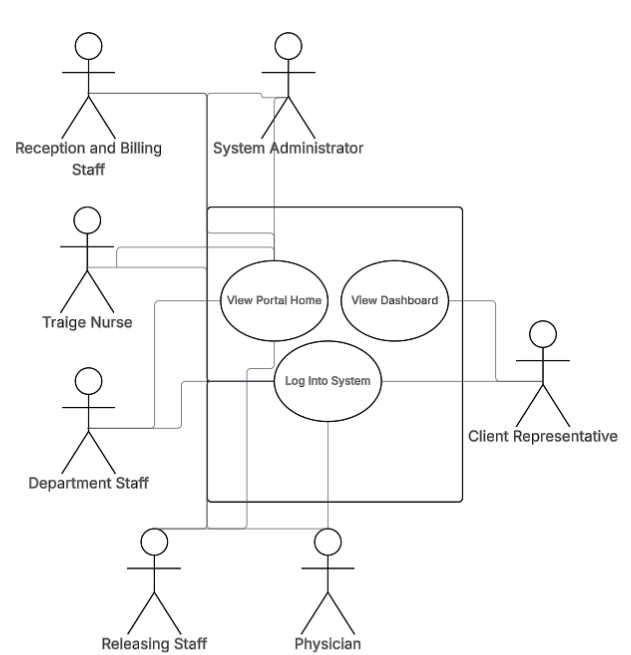 Reception and Billing
Staff
System Administrator
Traige Nurse
View Portal Home
View Dashboard
Log Into System
Client Representative
Department Staff
Releasing Staff
Physician